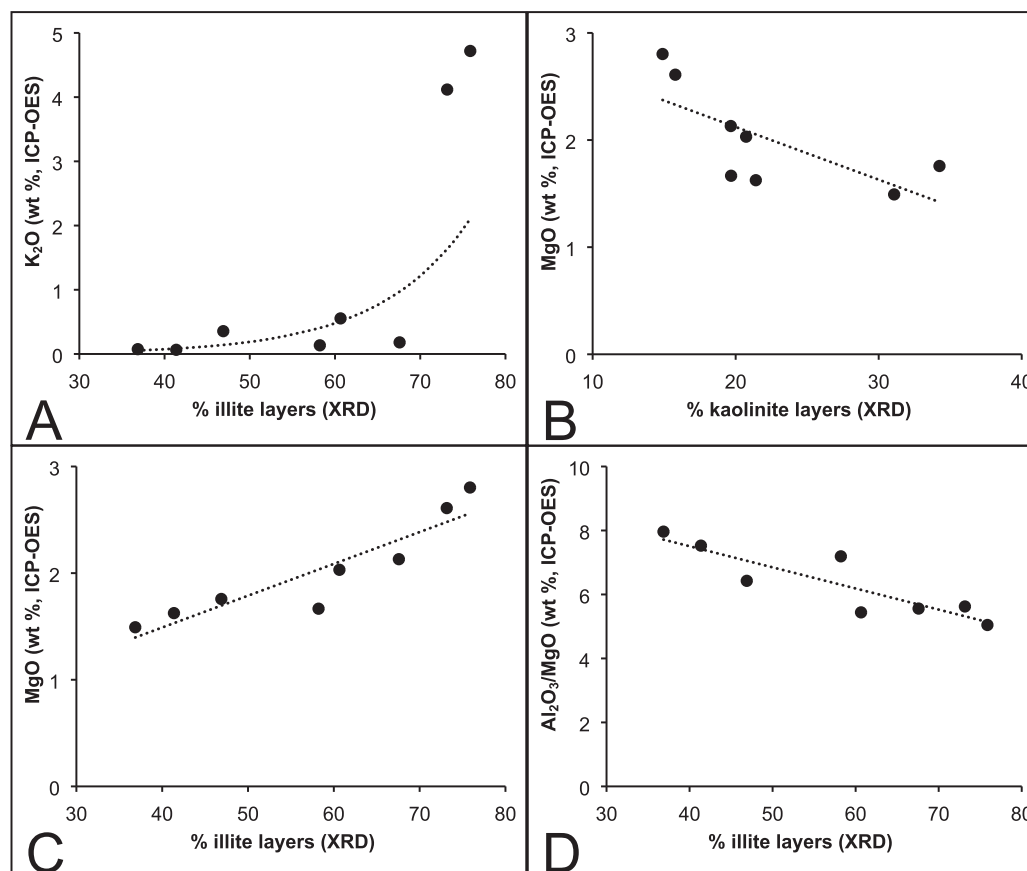 5
4
3
2
1
0
K₂O (wt %, ICP-OES)
30 40 50 60 70 80
% illite layers (XRD)
A
3
2
1
0
MgO (wt %, ICP-OES)
10 20 30 40
% kaolinite layers (XRD)
B
3
2
1
0
MgO (wt %, ICP-OES)
30 40 50 60 70 80
% illite layers (XRD)
C
10
8
6
4
2
0
Al₂O₃/MgO (wt %, ICP-OES)
30 40 50 60 70 80
% illite layers (XRD)
D